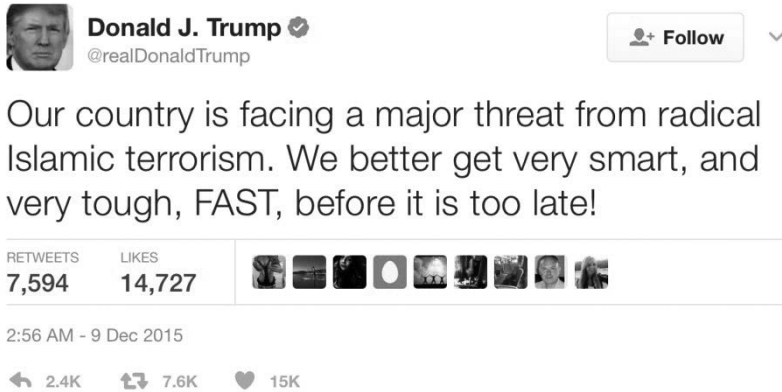 Donald J. Trump
@realDonaldTrump
Follow
Our country is facing a major threat from radical
Islamic terrorism. We better get very smart, and
very tough, FAST, before it is too late!
RETWEETS LIKES
7,594 14,727
2:56 AM - 9 Dec 2015
2.4K 7.6K 15K